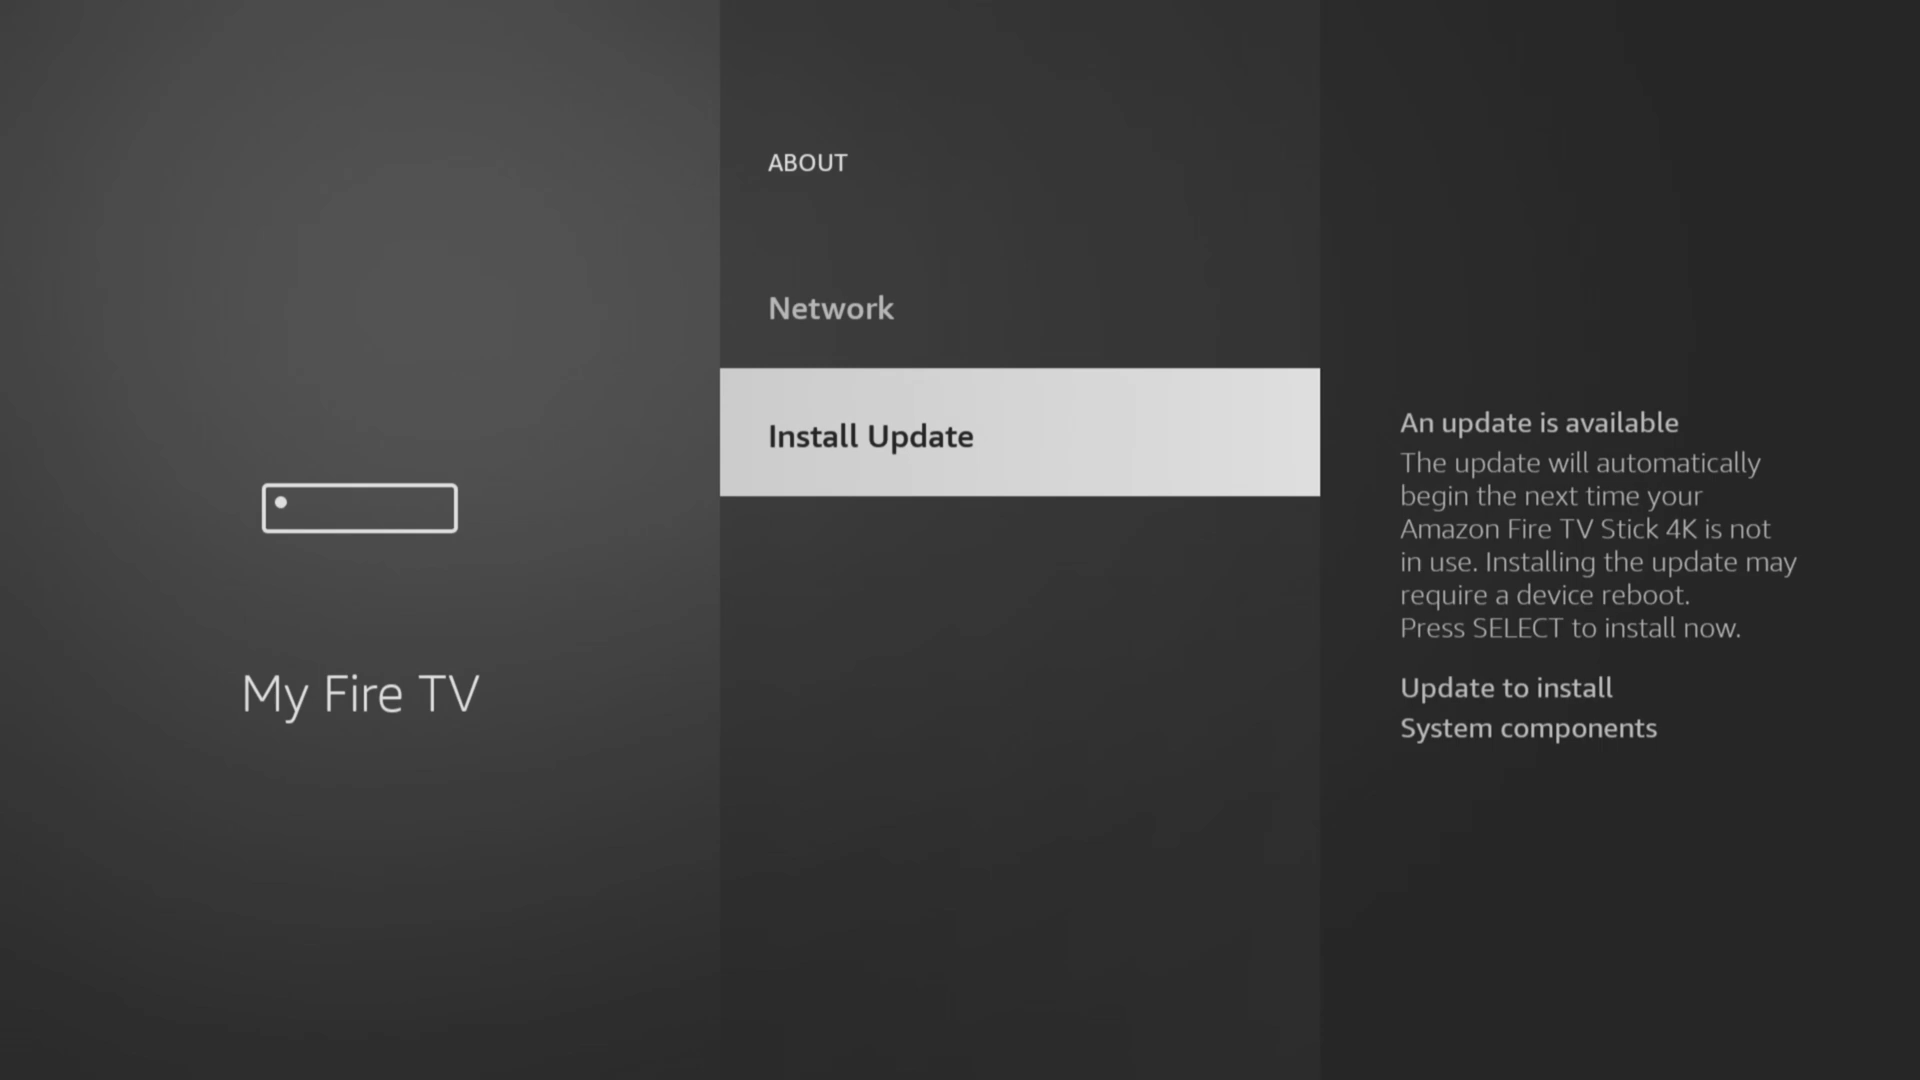 My Fire TV
ABOUT
Network
Install Update
An update is available
The update will automatically
begin the next time your
Amazon Fire TV Stick 4K is not
in use. Installing the update may
require a device reboot.
Press SELECT to install now.
Update to install
System components